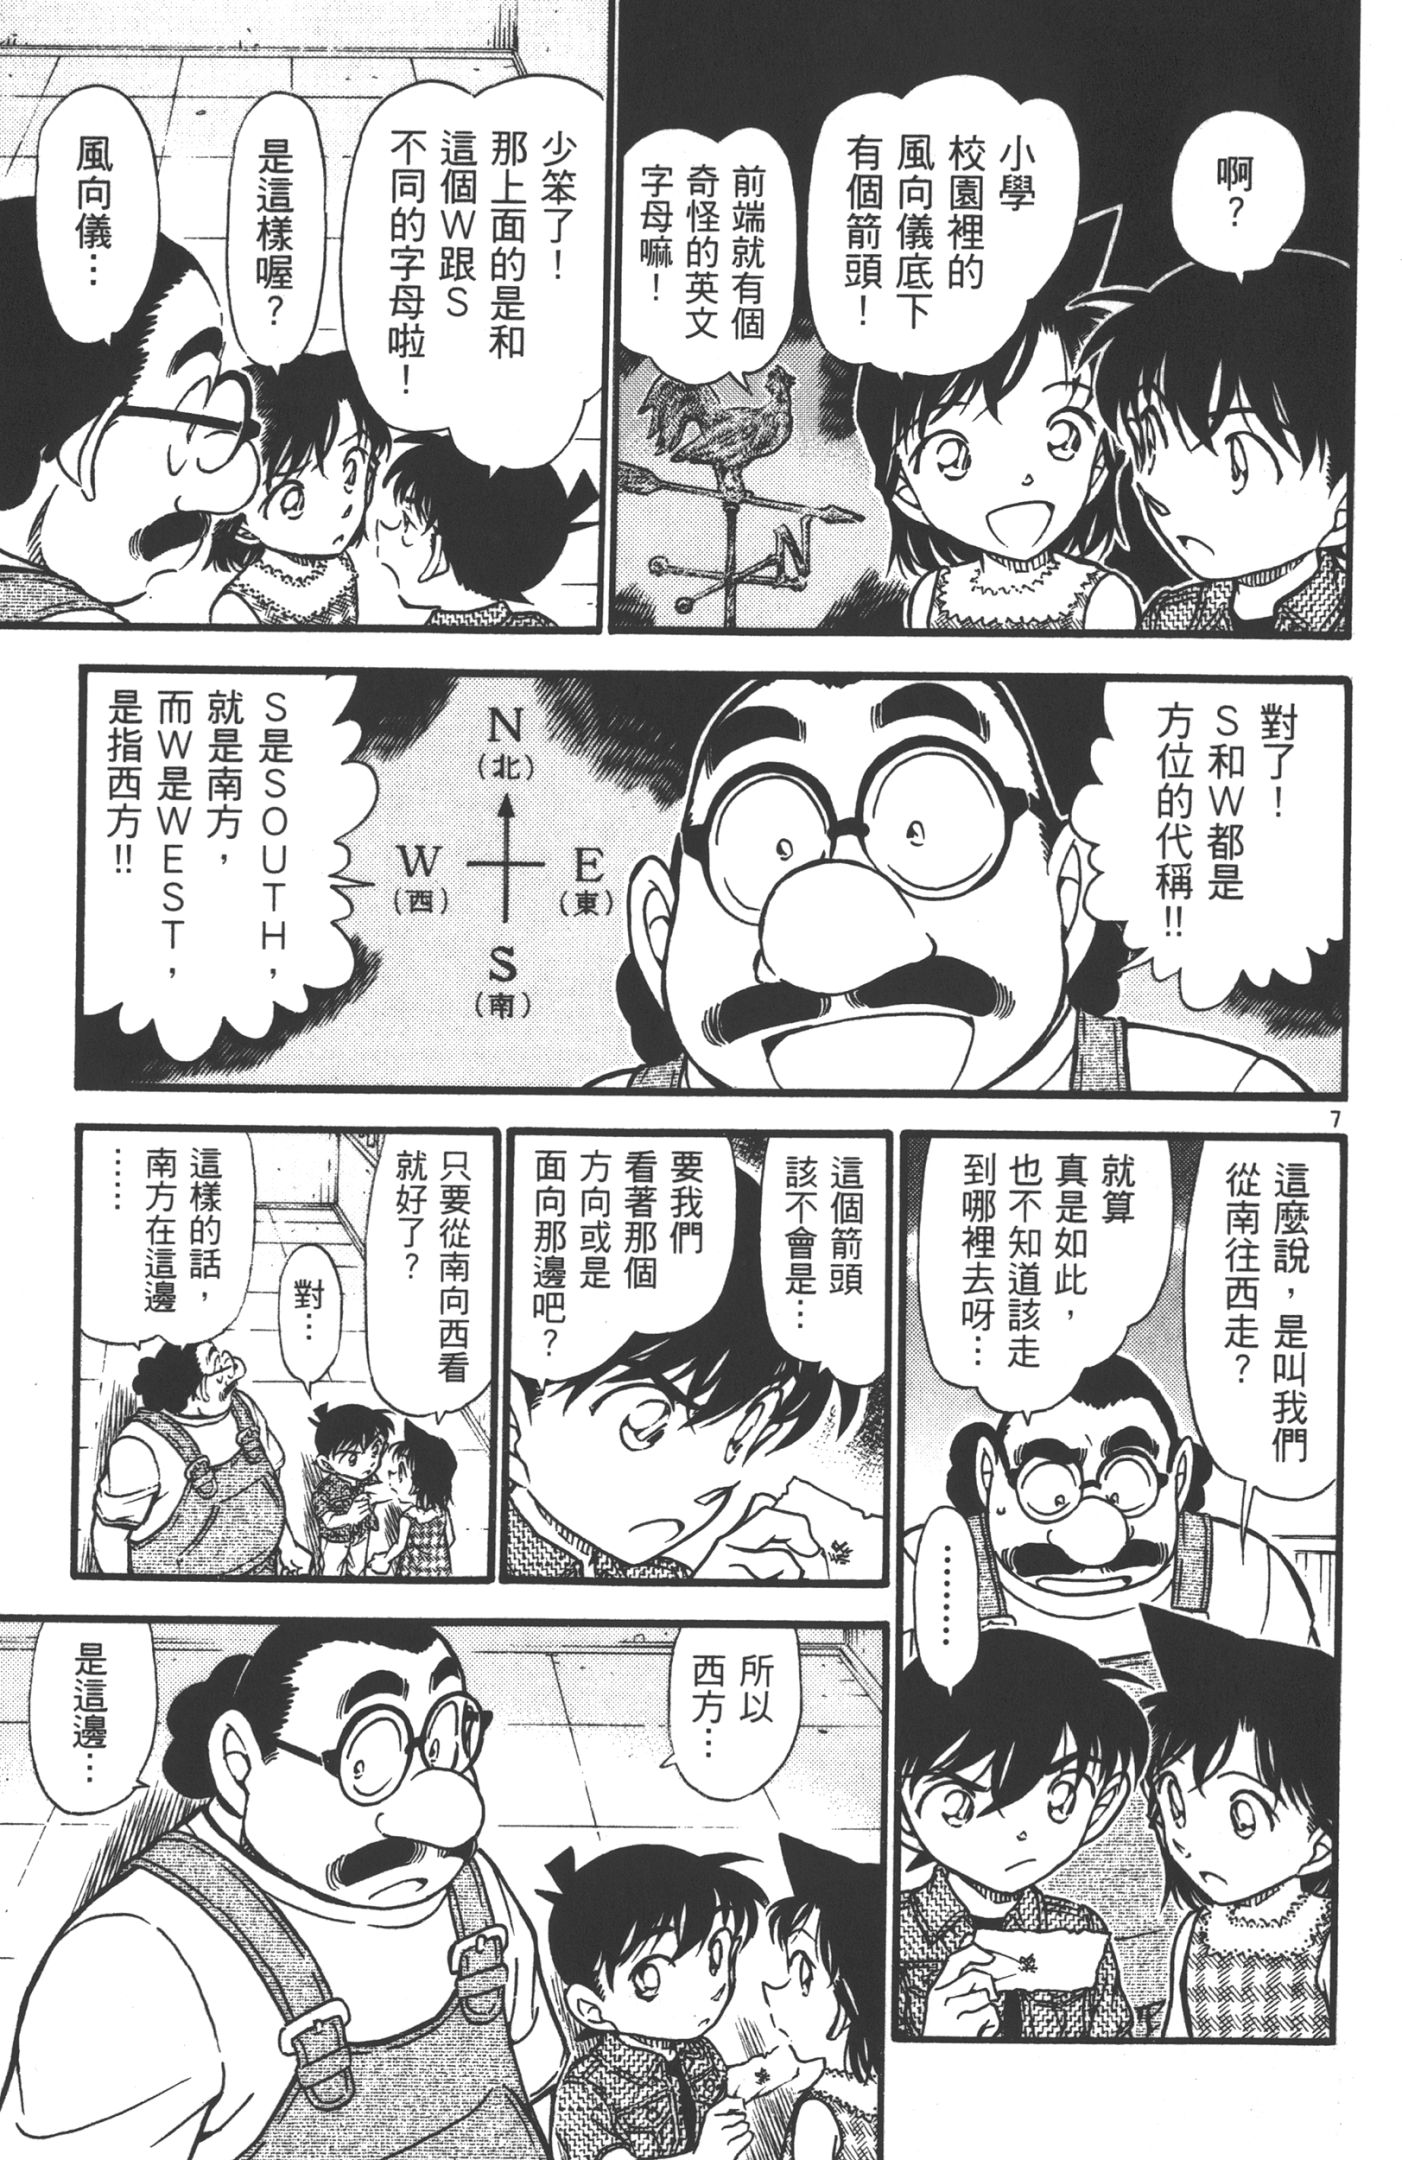 啊?
小學
校園裡的
風向儀底下
有個箭頭!
前端就有個
奇怪的英文
字母嘛!
N
少笨了!
那上面的是和
這個W跟S
不同的字母啦!
是這樣喔?
風向儀…
對了!
S和W都是
方位的代稱!!
N
(北)
W
(西)
E
(東)
S
(南)
S是SOUTH,
就是南方,
而W是WEST,
是指西方!!
7
這麼說,是叫我們
從南往西走?
就算
真是如此,
也不知道該走
到哪裡去呀…
………
這個箭頭
該不會是…
要我們
看著那個
方向或是
面向那邊吧?
只要從南向西看
就好了?
對…
這樣的話,
南方在這邊
……
所以
西方…
是這邊…